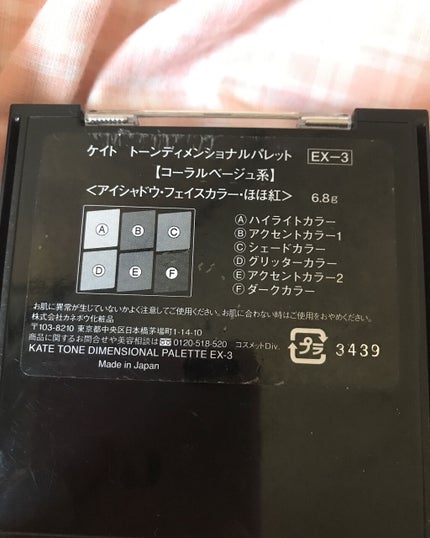 ケイト トーンディメンショナルパレット EX-3
【コーラルベージュ系】
<アイシャドウ・フェイスカラー・ほほ紅> 6.8g
A B C
D E F
Ⓐハイライトカラー
Ⓑアクセントカラー1
Ⓒシェードカラー
Ⓓグリッターカラー
Ⓔアクセントカラー2
Ⓕダークカラー
お肌に異常が生じていないかよく注意してご使用ください。お肌に合わない時はご使用をおやめください。
株式会社カネボウ化粧品
〒103-8210 東京都中央区日本橋茅場町1-14-10
商品に関するお問合せや美容相談は 0120-518-520 コスメットDiv.
KATE TONE DIMENSIONAL PALETTE EX-3
Made in Japan
プラ 3439